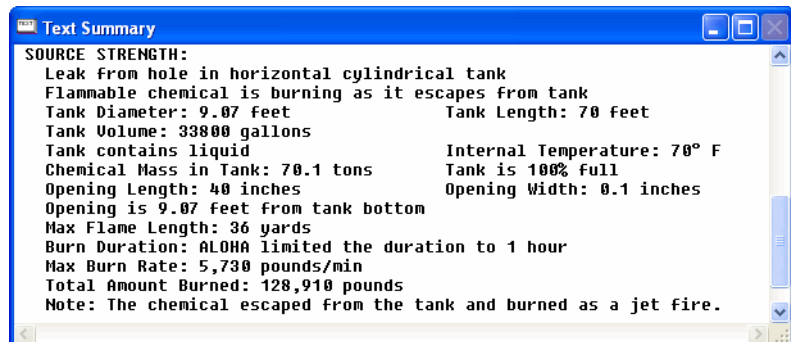 Text Summary
SOURCE STRENGTH:
Leak from hole in horizontal cylindrical tank
Flammable chemical is burning as it escapes from tank
Tank Diameter: 9.07 feet Tank Length: 70 feet
Tank Volume: 33800 gallons
Tank contains liquid Internal Temperature: 70° F
Chemical Mass in Tank: 70.1 tons Tank is 100% full
Opening Length: 40 inches Opening Width: 0.1 inches
Opening is 9.07 feet from tank bottom
Max Flame Length: 36 yards
Burn Duration: ALOHA limited the duration to 1 hour
Max Burn Rate: 5,730 pounds/min
Total Amount Burned: 128,910 pounds
Note: The chemical escaped from the tank and burned as a jet fire.